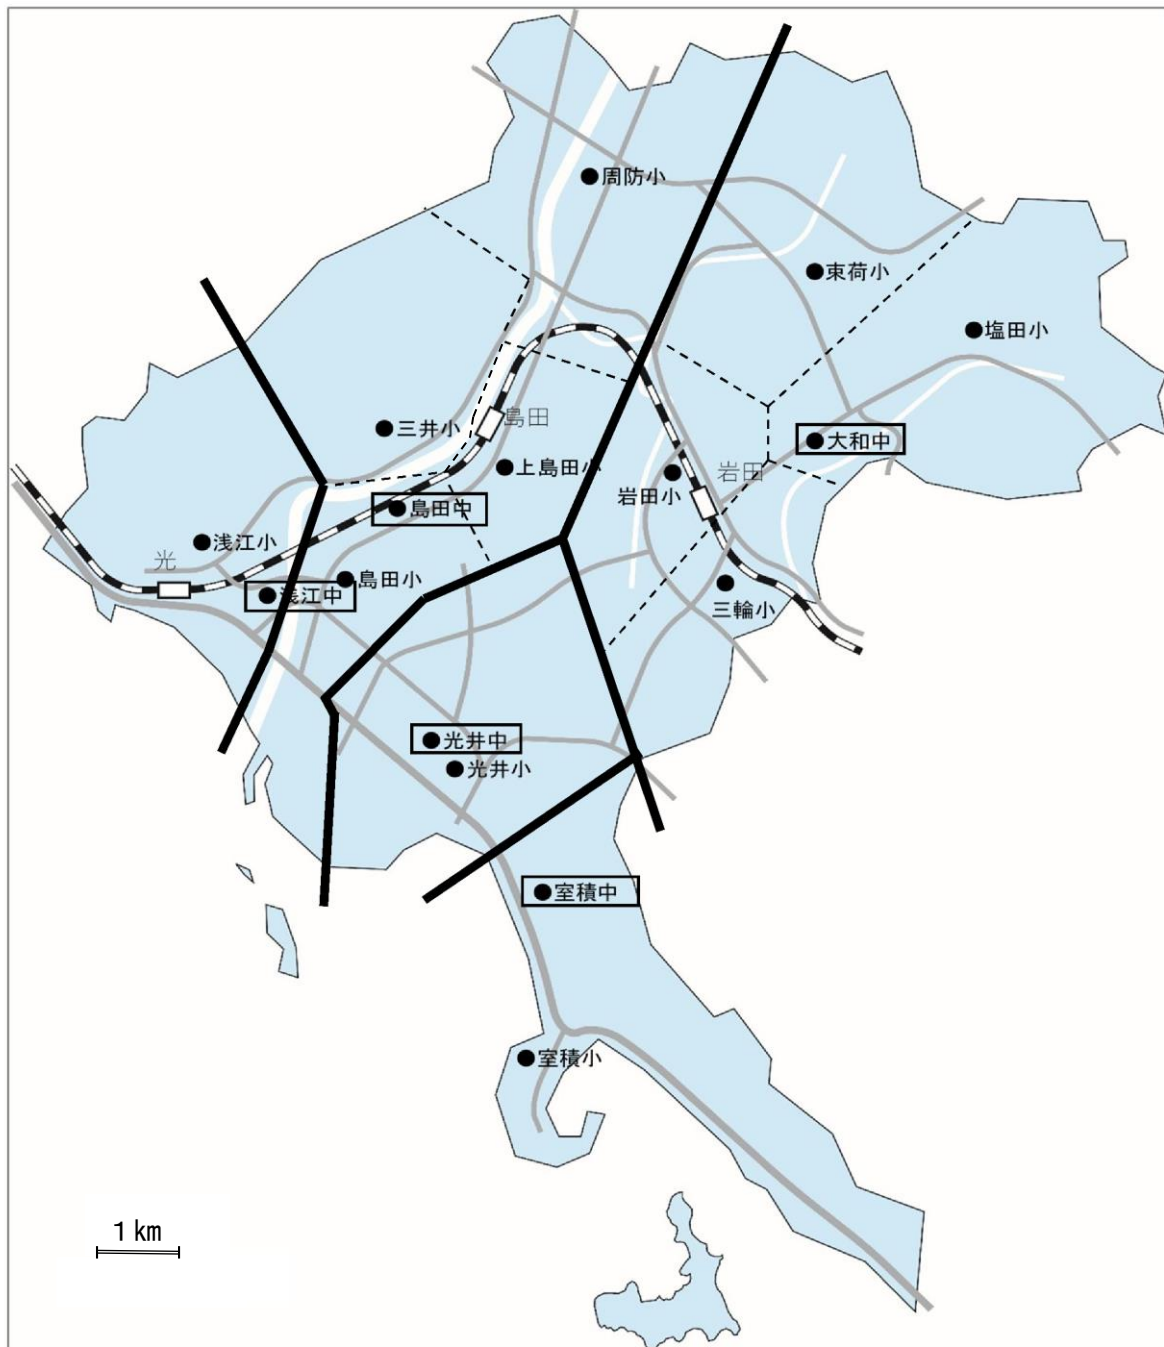 周防小
東荷小
塩田小
三井小
島田
上島田小
岩田
大和中
岩田小
島田中
浅江小
光
島田小
浅江中
三輪小
光井中
光井小
室積中
室積小
1 km